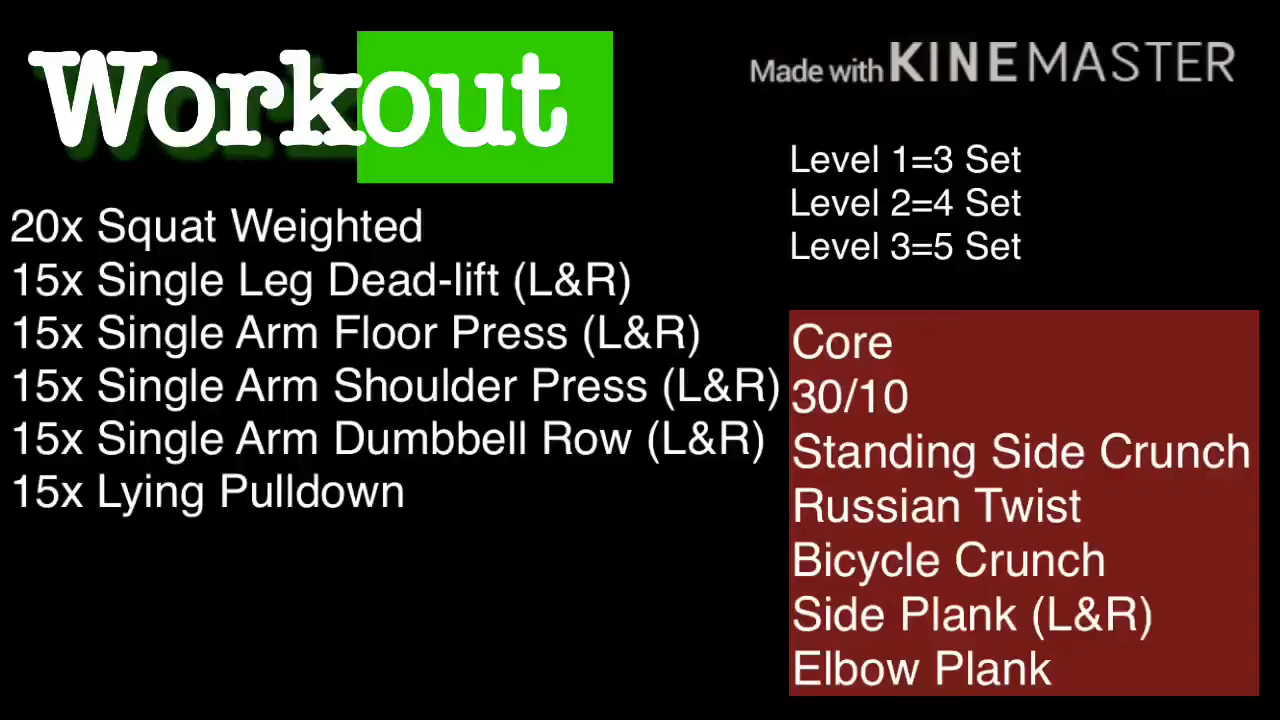 Workout
20x Squat Weighted
15x Single Leg Dead-lift (L&R)
15x Single Arm Floor Press (L&R)
15x Single Arm Shoulder Press (L&R)
15x Single Arm Dumbbell Row (L&R)
15x Lying Pulldown
Made with KINEMASTER
Level 1=3 Set
Level 2=4 Set
Level 3=5 Set
Core
30/10
Standing Side Crunch
Russian Twist
Bicycle Crunch
Side Plank (L&R)
Elbow Plank